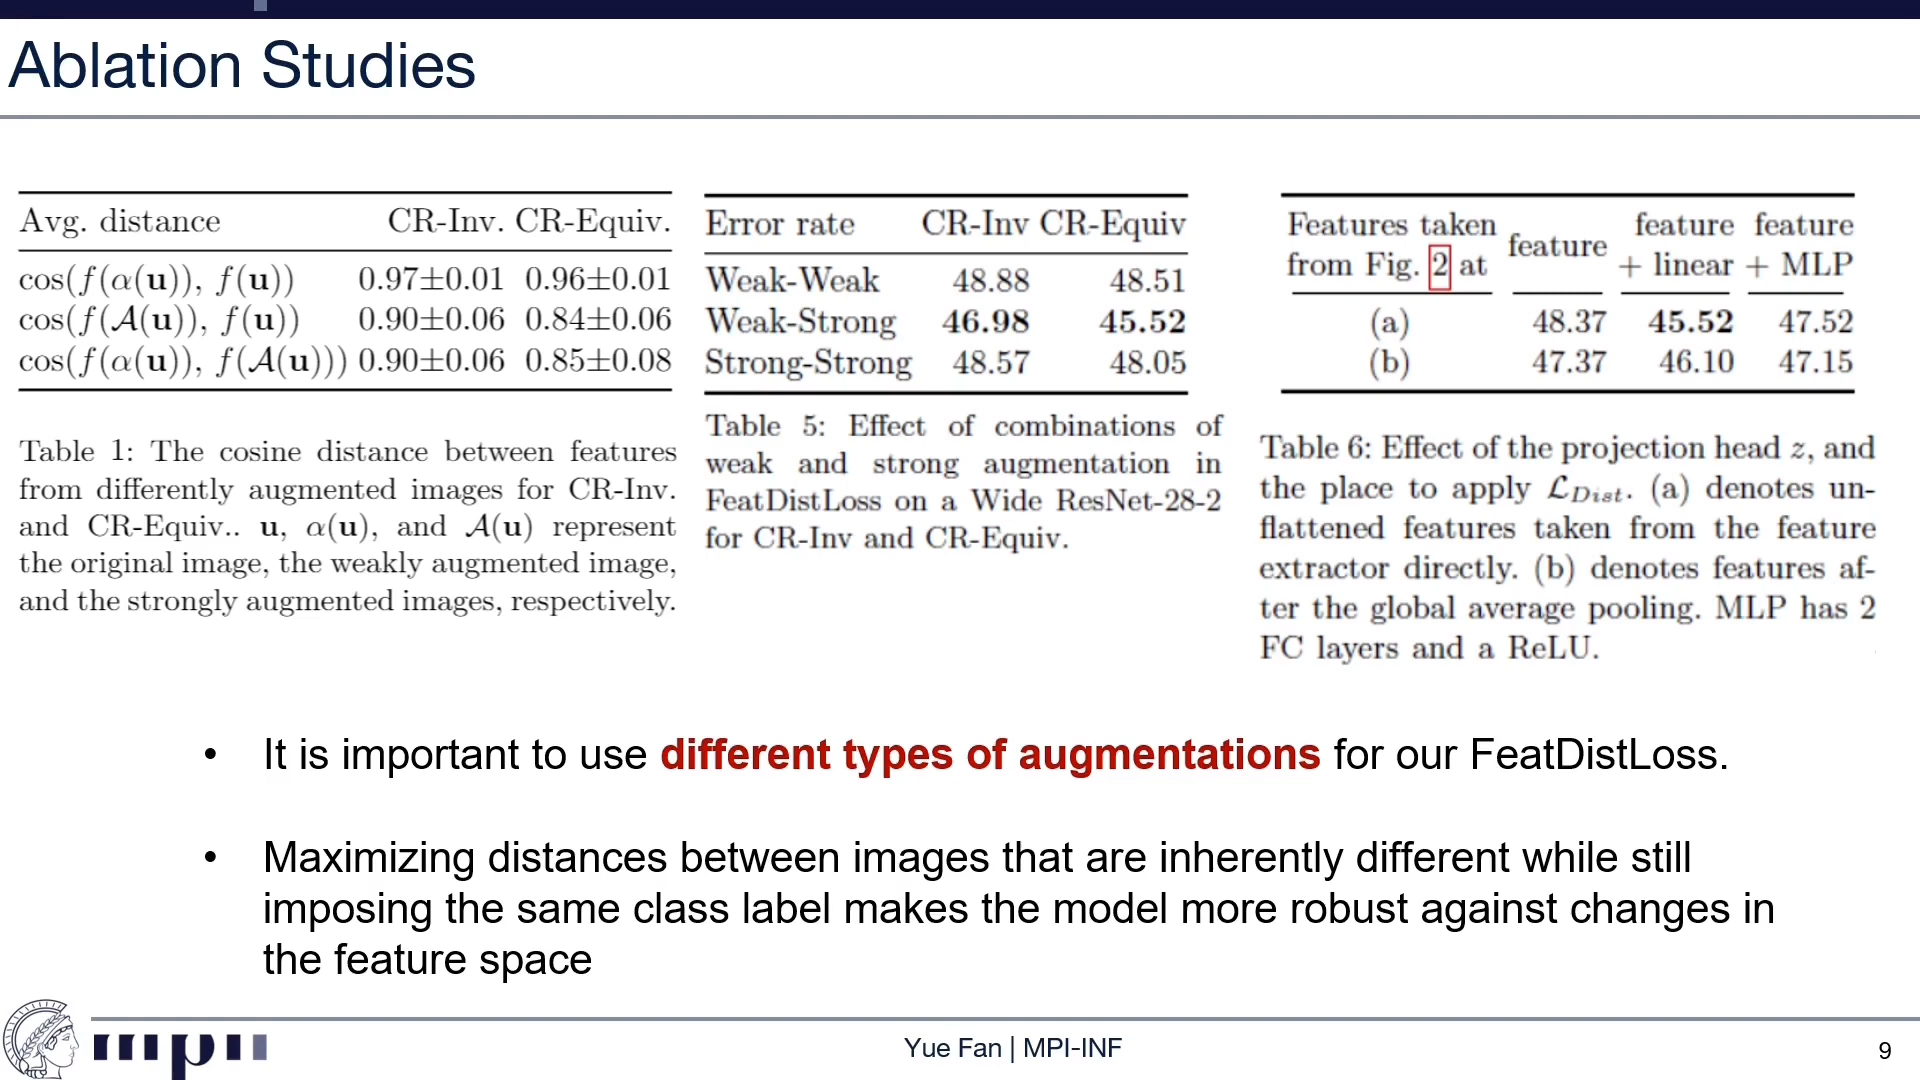 Ablation Studies
Avg. distance CR-Inv. CR-Equiv.
cos(f(α(u)), f(u)) 0.97±0.01 0.96±0.01
cos(f(𝒜(u)), f(u)) 0.90±0.06 0.84±0.06
cos(f(α(u)), f(𝒜(u))) 0.90±0.06 0.85±0.08
Table 1: The cosine distance between features
from differently augmented images for CR-Inv.
and CR-Equiv.. u, α(u), and 𝒜(u) represent
the original image, the weakly augmented image,
and the strongly augmented images, respectively.
Error rate CR-Inv CR-Equiv
Weak-Weak 48.88 48.51
Weak-Strong 46.98 45.52
Strong-Strong 48.57 48.05
Table 5: Effect of combinations of
weak and strong augmentation in
FeatDistLoss on a Wide ResNet-28-2
for CR-Inv and CR-Equiv.
Features taken feature feature feature
from Fig. 2 at + linear + MLP
(a) 48.37 45.52 47.52
(b) 47.37 46.10 47.15
Table 6: Effect of the projection head z, and
the place to apply ℒDist. (a) denotes un-
flattened features taken from the feature
extractor directly. (b) denotes features af-
ter the global average pooling. MLP has 2
FC layers and a ReLU.
• It is important to use different types of augmentations for our FeatDistLoss.
• Maximizing distances between images that are inherently different while still
imposing the same class label makes the model more robust against changes in
the feature space
mpii
Yue Fan | MPI-INF
9